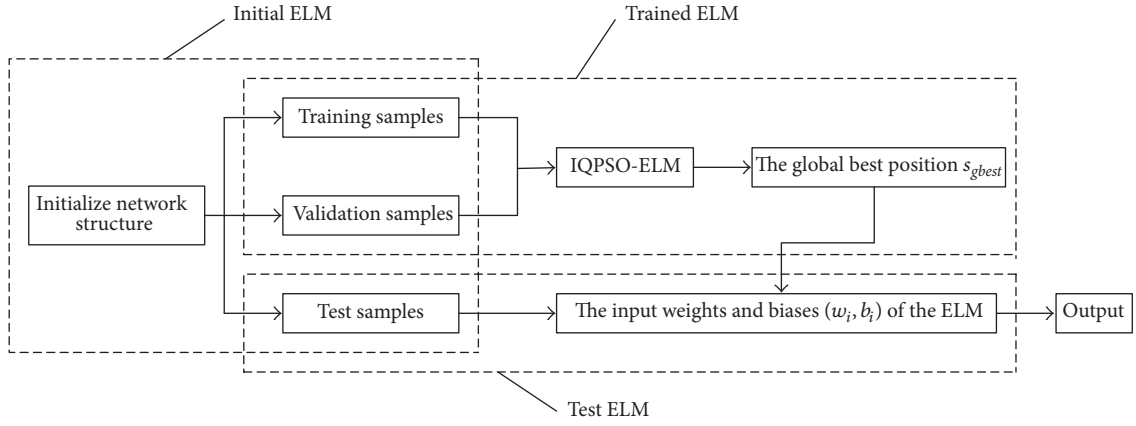 Initial ELM
Trained ELM
Training samples
IQPSO-ELM
The global best position s_gbest
Initialize network
structure
Validation samples
Test samples
The input weights and biases (w_i, b_i) of the ELM
Output
Test ELM